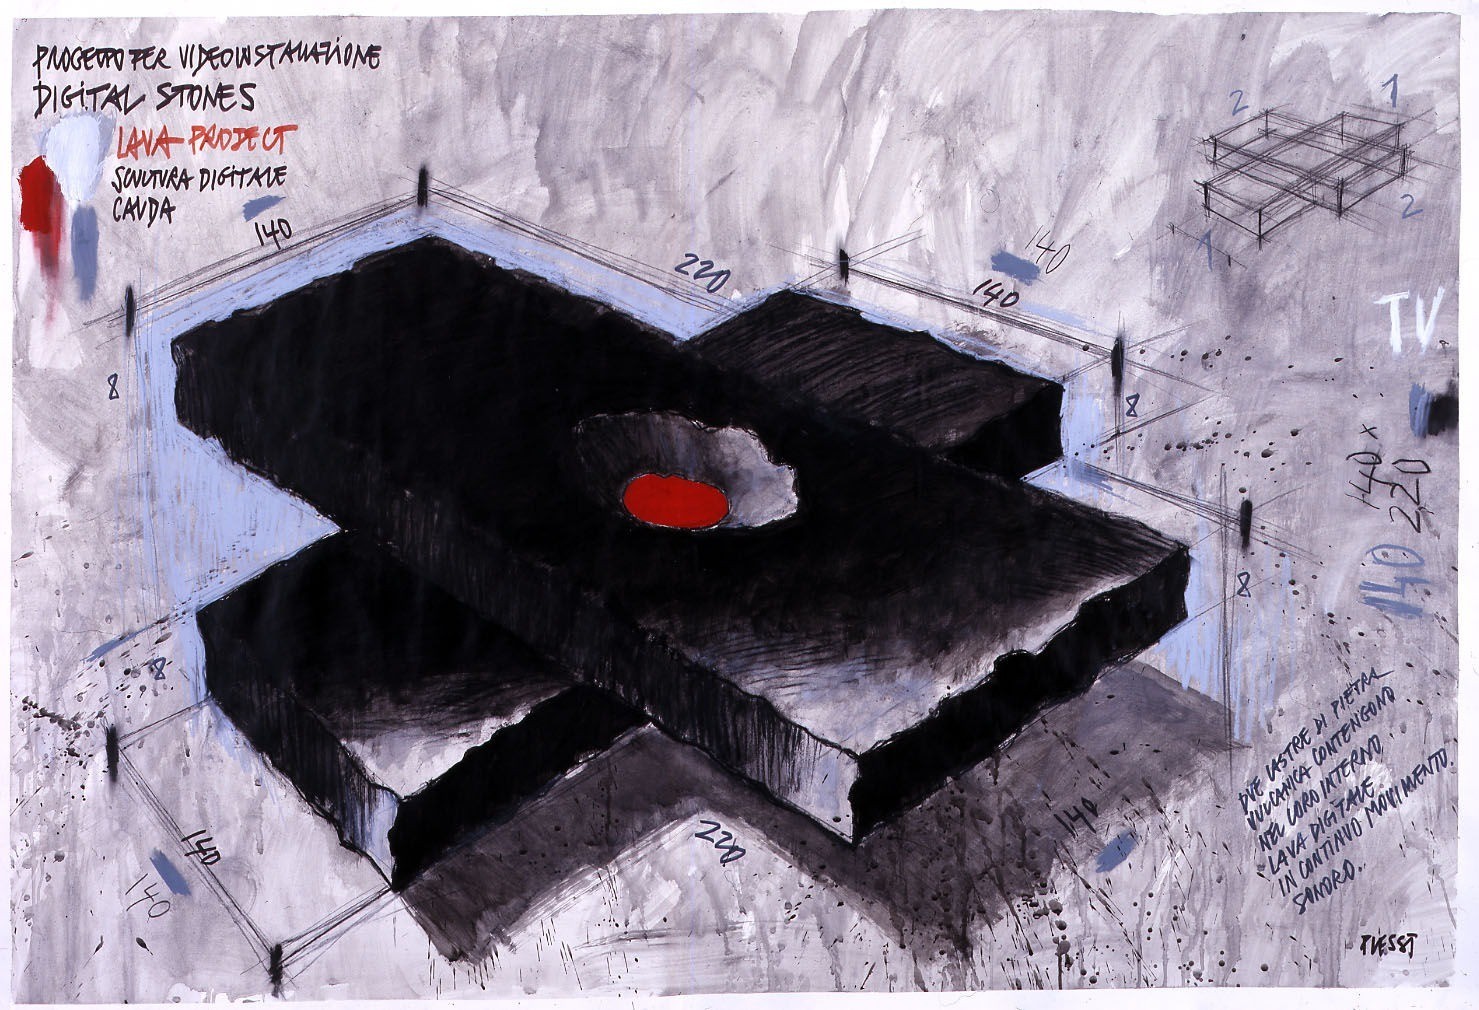 PROGETTO PER VIDEOINSTALLAZIONE
DIGITAL STONES
LAVA-PROJECT
SCULTURA DIGITALE
CALDA
140
220
140
140
2
1
1
2
8
8
8
8
TV
140 x
220
140
140
140
220
140
DUE LASTRE DI PIETRA
VULCANICA CONTENGONO
NEL LORO INTERNO
LAVA DIGITALE
IN CONTINUO MOVIMENTO
SONORO.
PLESSI